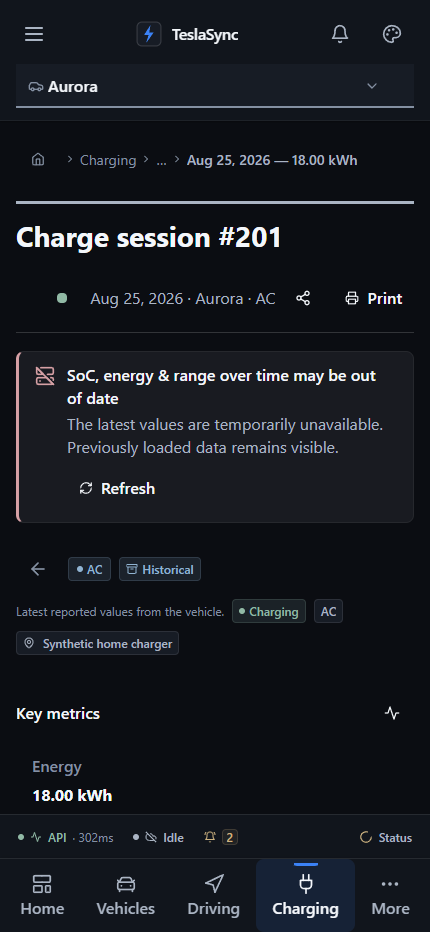 TeslaSync
Aurora
Charging
...
Aug 25, 2026 — 18.00 kWh
Charge session #201
Aug 25, 2026 · Aurora · AC
Print
SoC, energy & range over time may be out
of date
The latest values are temporarily unavailable.
Previously loaded data remains visible.
Refresh
AC
Historical
Latest reported values from the vehicle.
Charging
AC
Synthetic home charger
Key metrics
Energy
18.00 kWh
API · 302ms
Idle
2
Status
Home
Vehicles
Driving
Charging
More